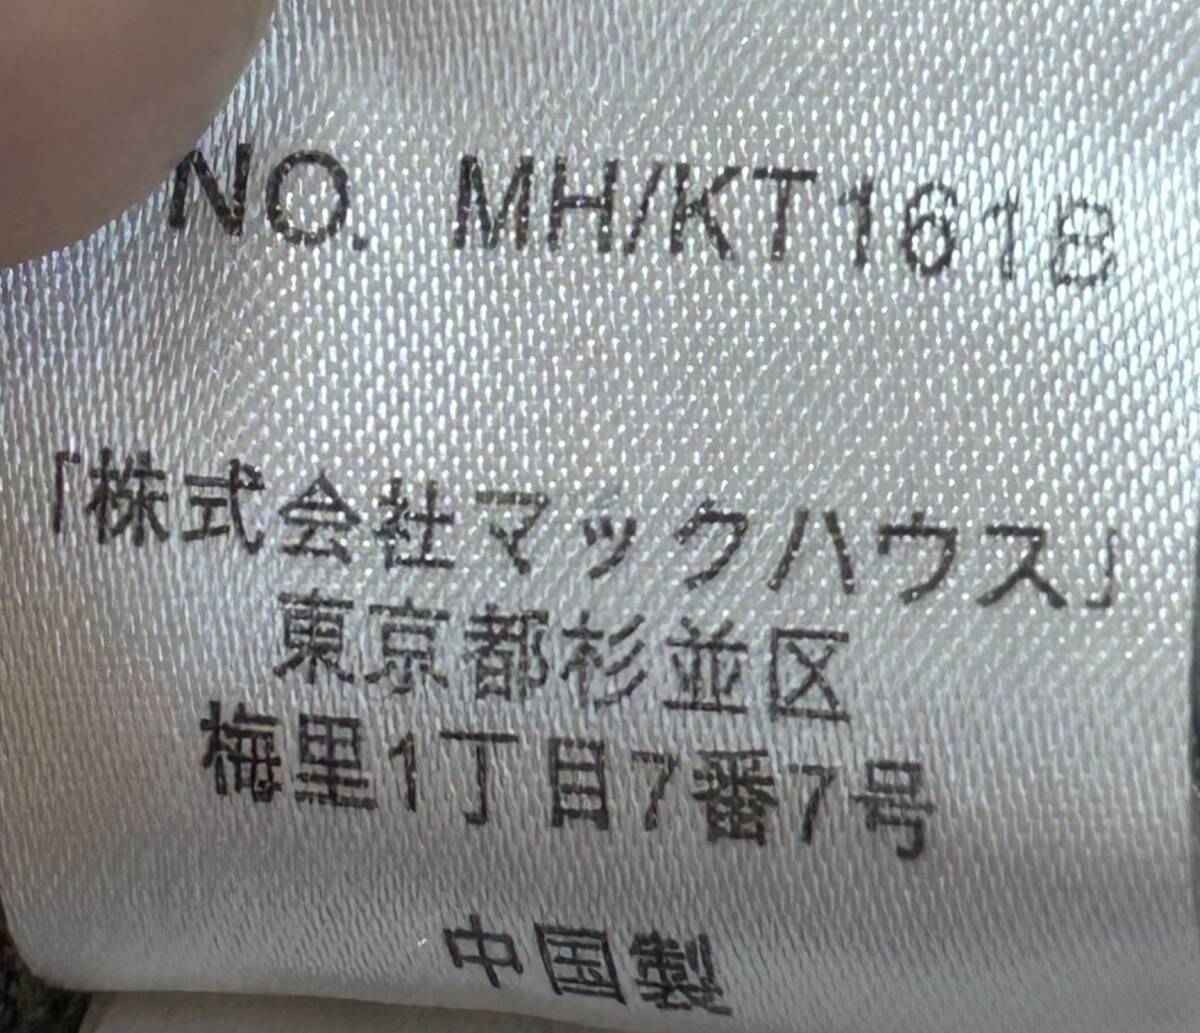 NO. MH/KT1618
「株式会社マックハウス」
東京都杉並区
梅里1丁目7番7号
中国製